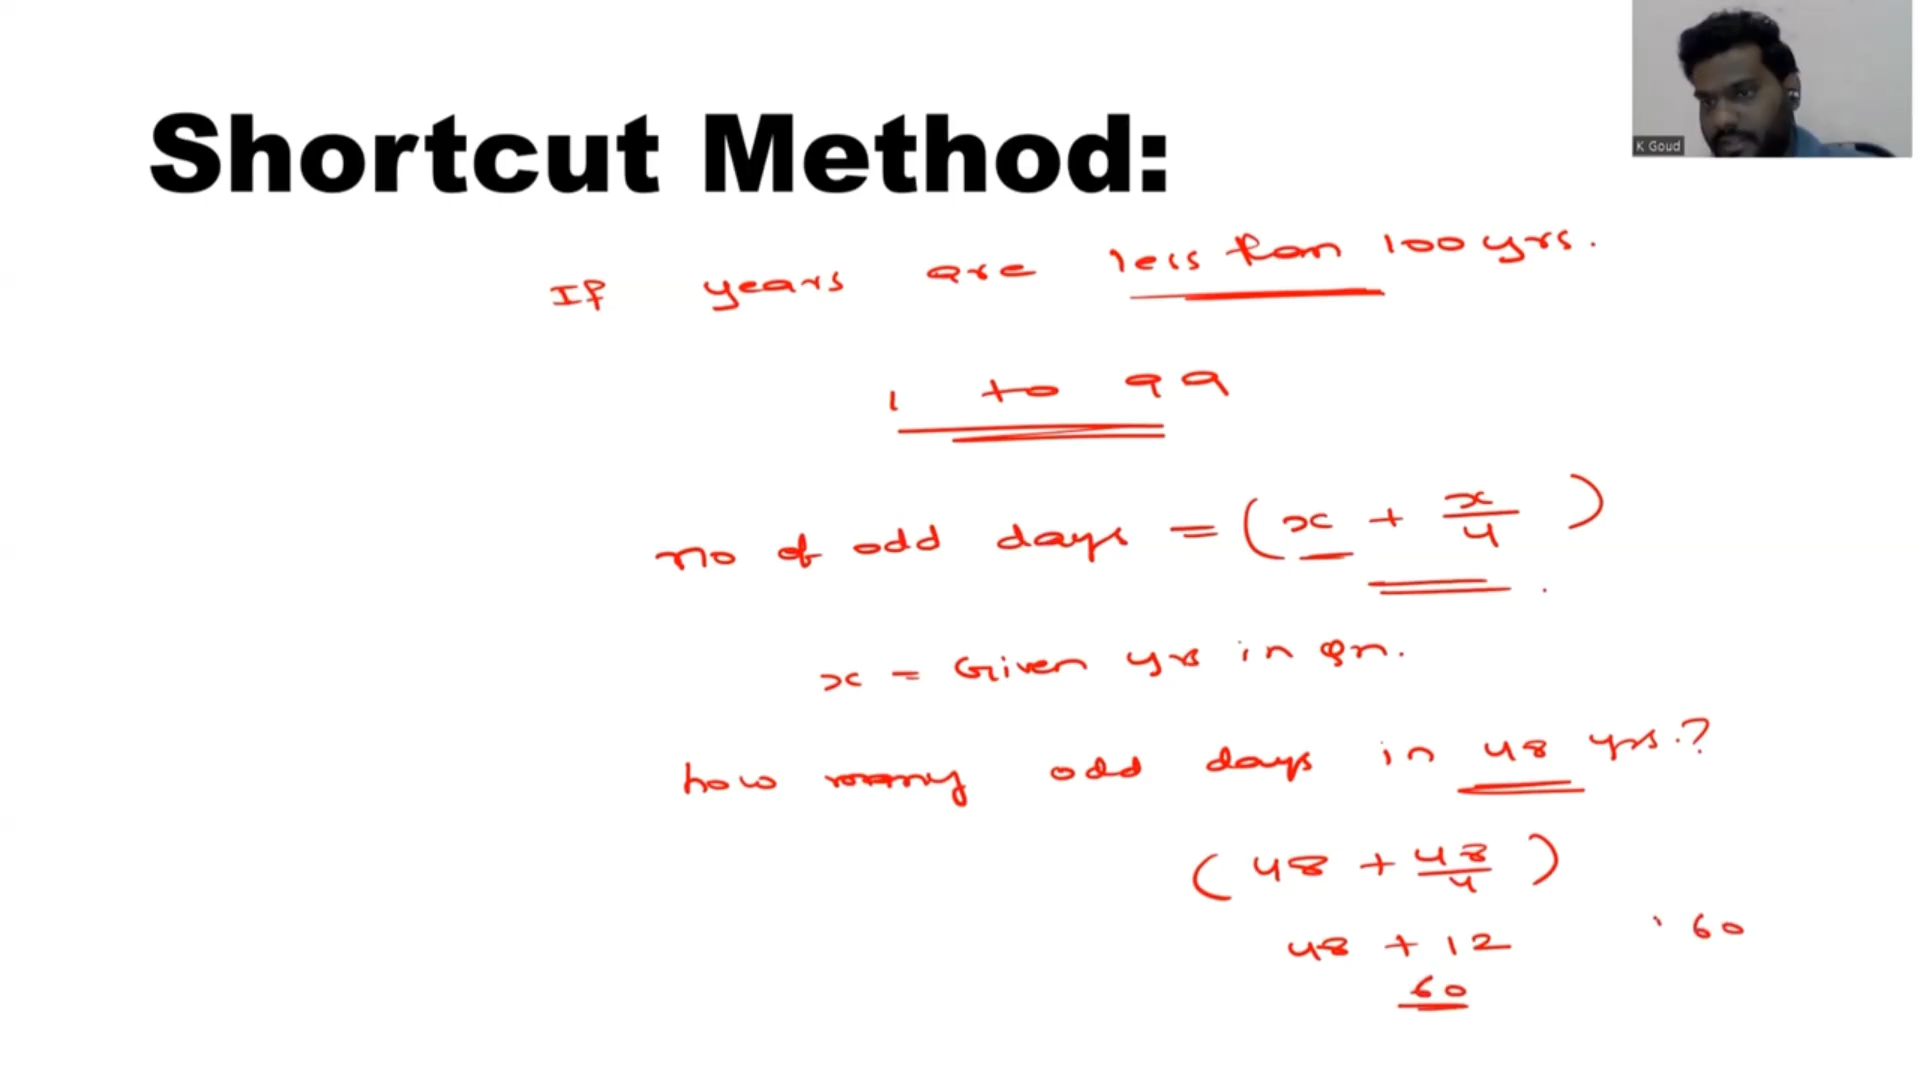 K Goud
Shortcut Method:
If years are less than 100 yrs.
1 to 99
no of odd days = (x + x/4)
x = Given yrs in Qn.
how many odd days in 48 yrs.?
(48 + 48/4)
48 + 12
60
60